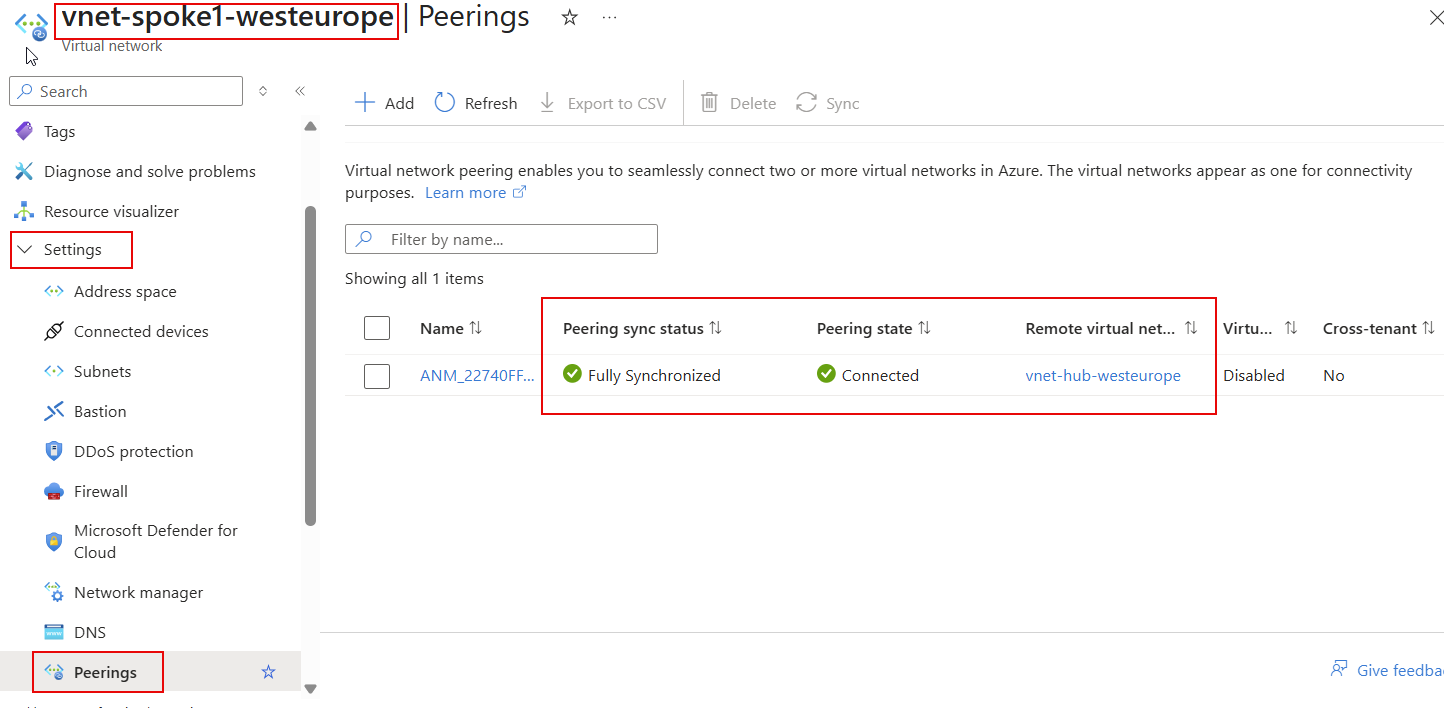 vnet-spoke1-westeurope | Peerings
Virtual network
Search
Tags
Diagnose and solve problems
Resource visualizer
Settings
Address space
Connected devices
Subnets
Bastion
DDoS protection
Firewall
Microsoft Defender for
Cloud
Network manager
DNS
Peerings
Add Refresh Export to CSV Delete Sync
Virtual network peering enables you to seamlessly connect two or more virtual networks in Azure. The virtual networks appear as one for connectivity
purposes. Learn more
Filter by name...
Showing all 1 items
Name Peering sync status Peering state Remote virtual net... Virtu... Cross-tenant
ANM_22740FF... Fully Synchronized Connected vnet-hub-westeurope Disabled No
Give feedba